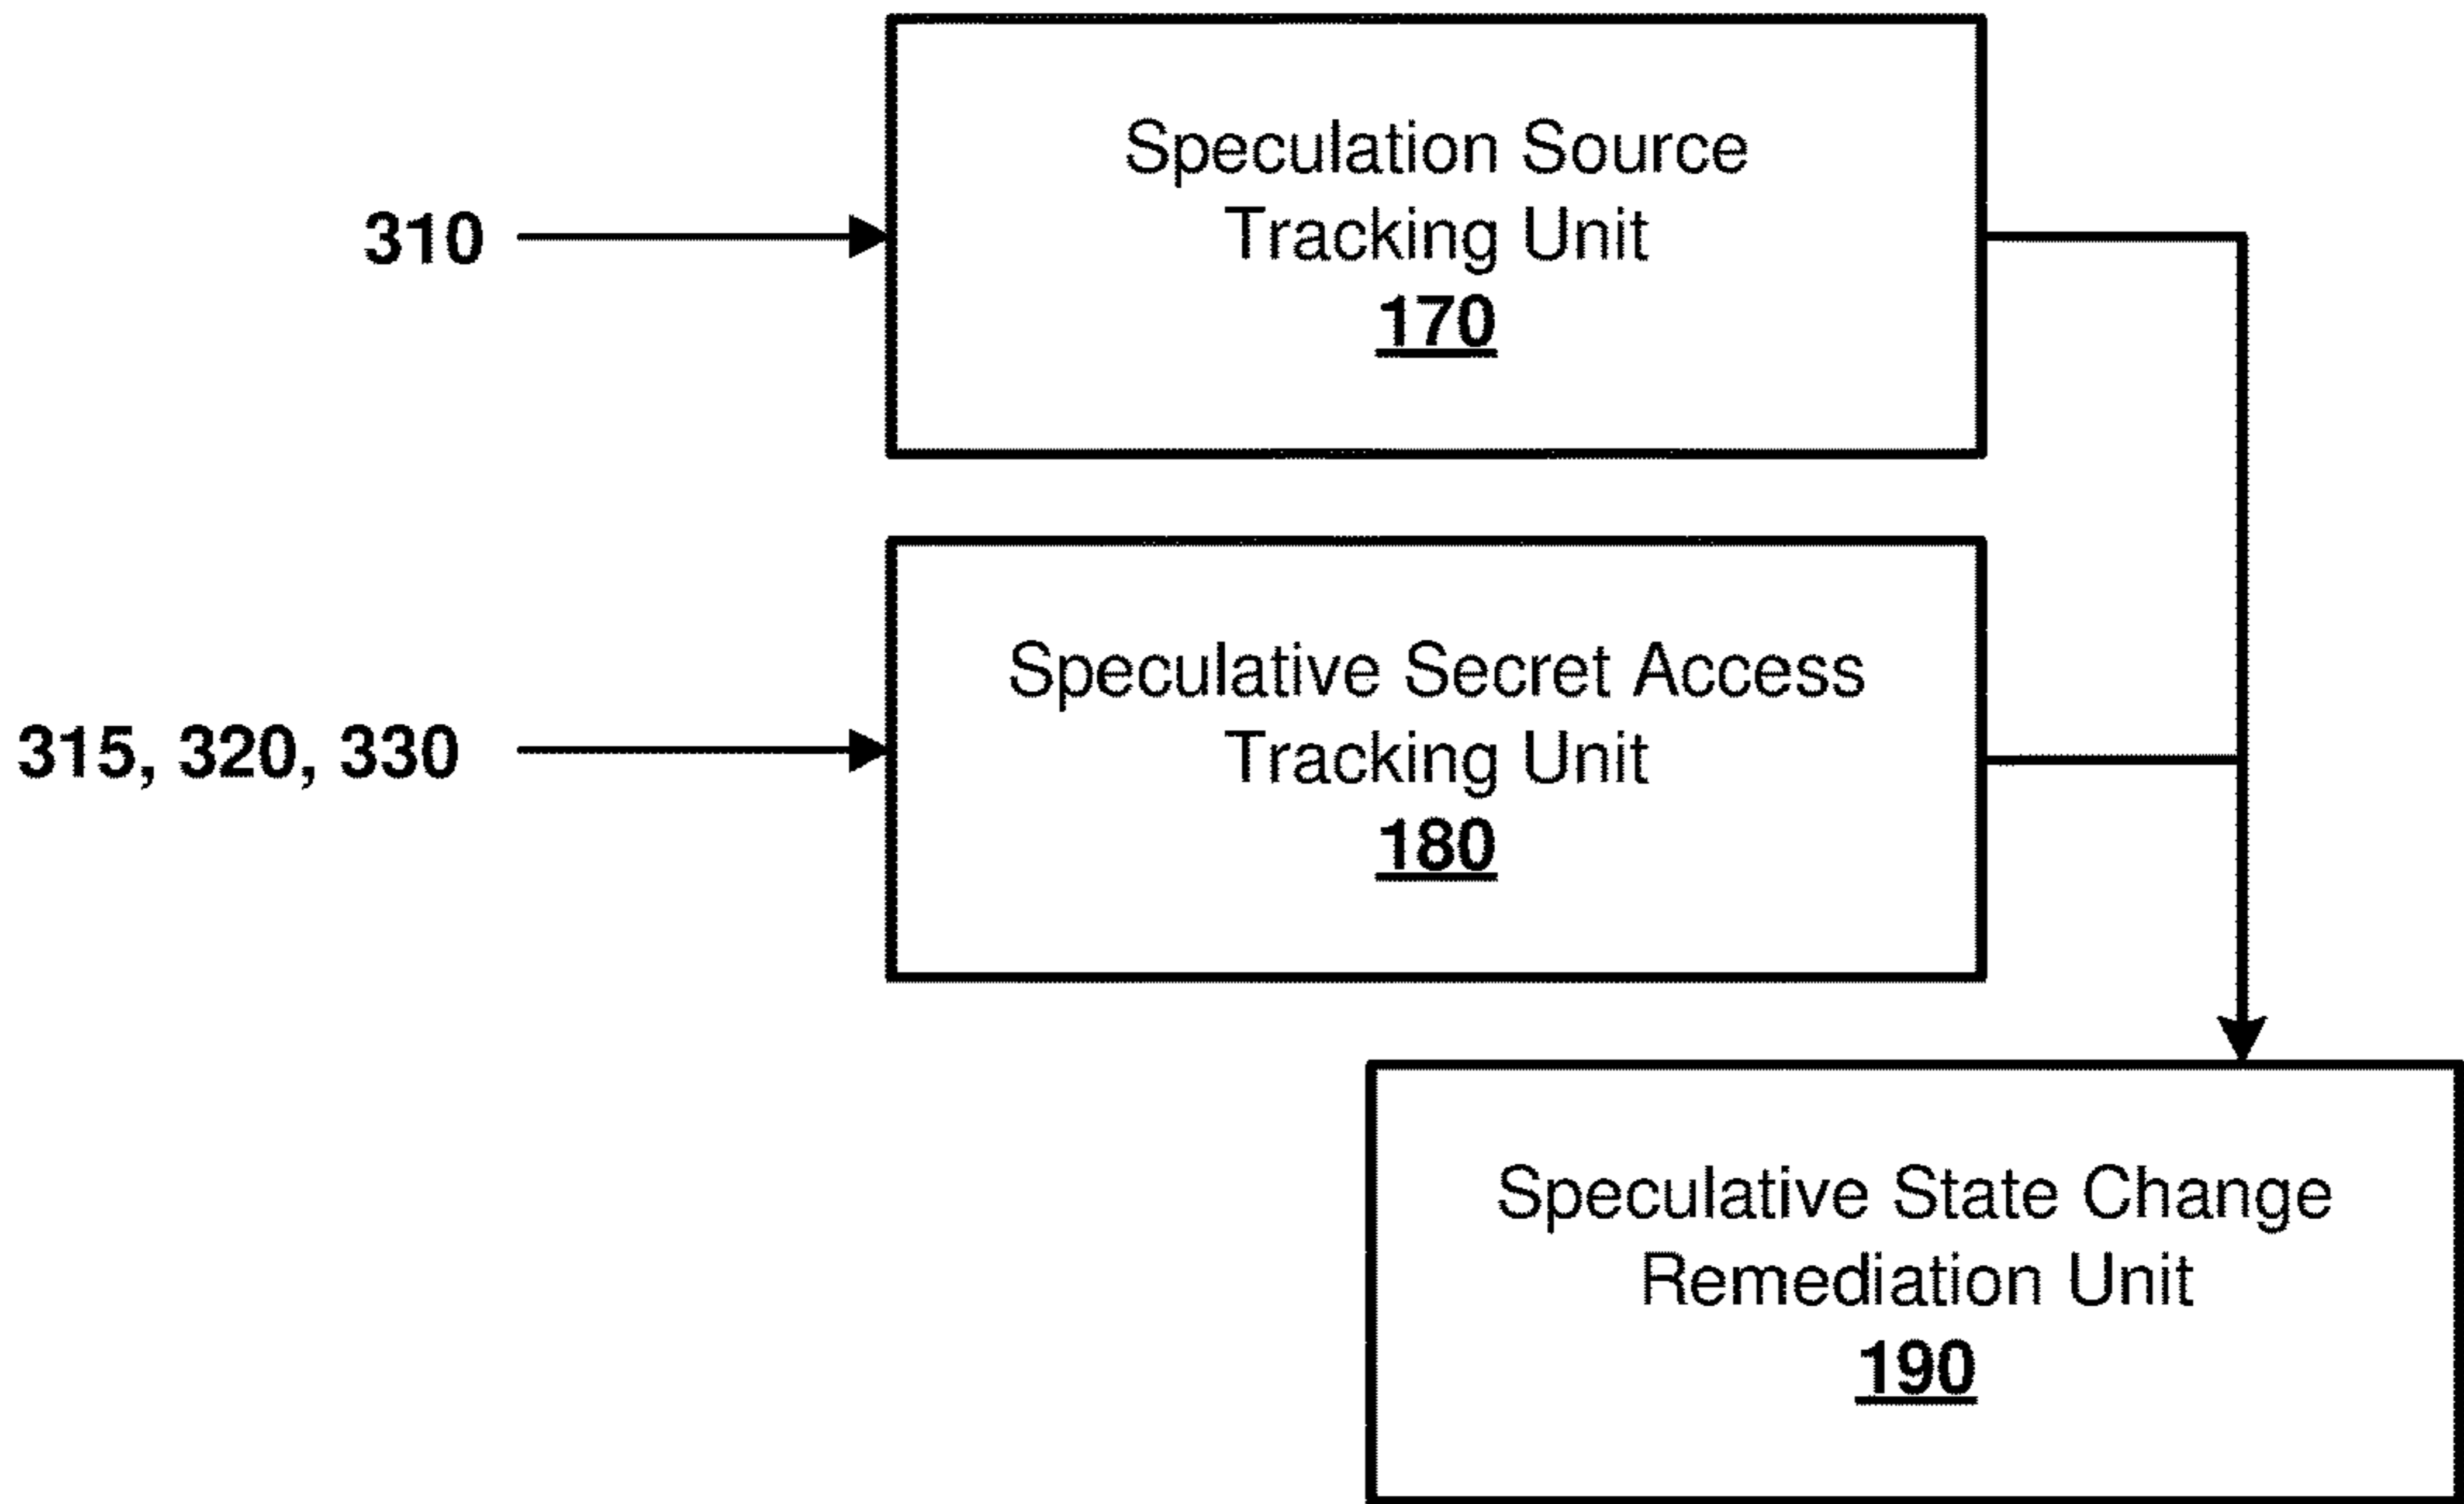 310
Speculation Source
Tracking Unit
170
315, 320, 330
Speculative Secret Access
Tracking Unit
180
Speculative State Change
Remediation Unit
190